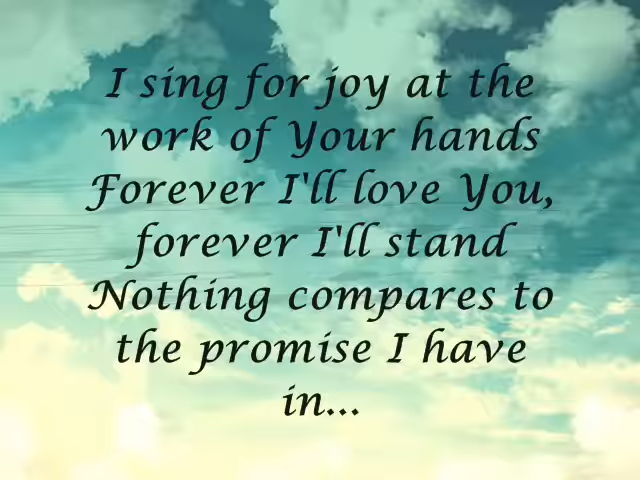 I sing for joy at the
work of Your hands
Forever I'll love You,
forever I'll stand
Nothing compares to
the promise I have
in...